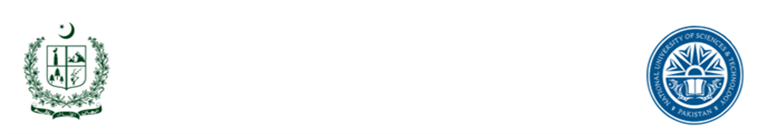 NATIONAL UNIVERSITY OF SCIENCES & TECHNOLOGY
PAKISTAN